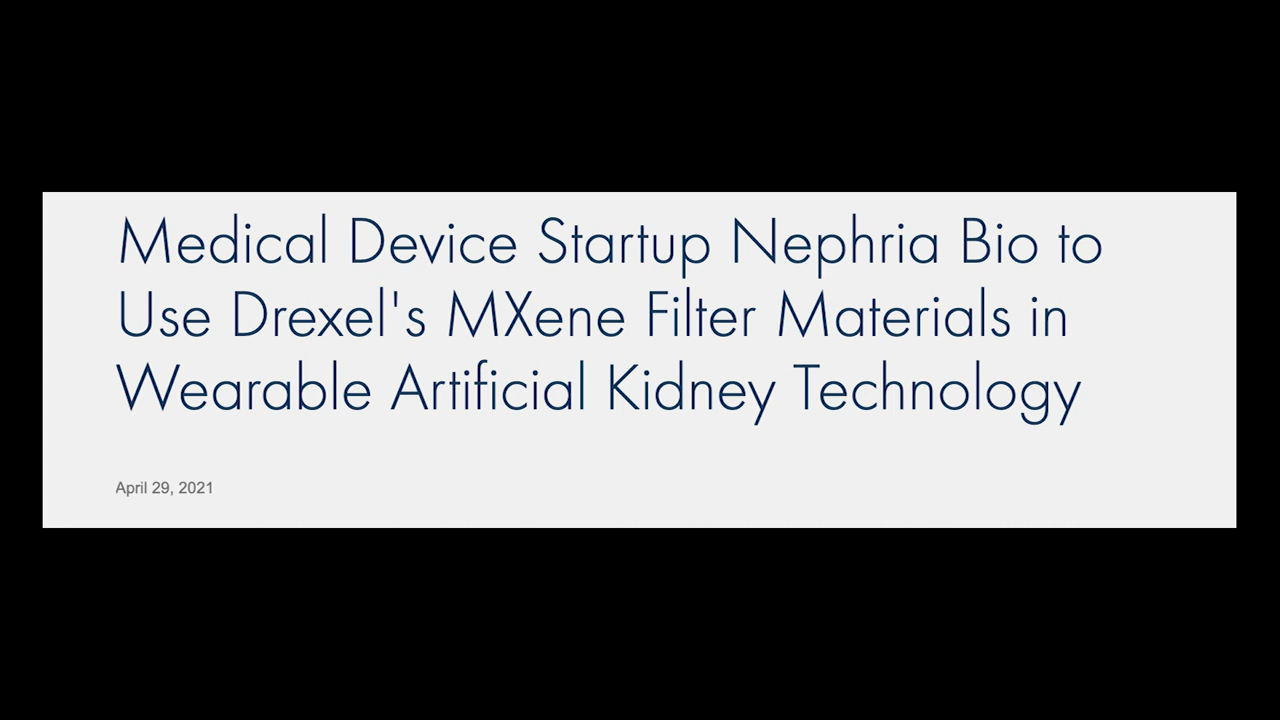 Medical Device Startup Nephria Bio to
Use Drexel's MXene Filter Materials in
Wearable Artificial Kidney Technology
April 29, 2021